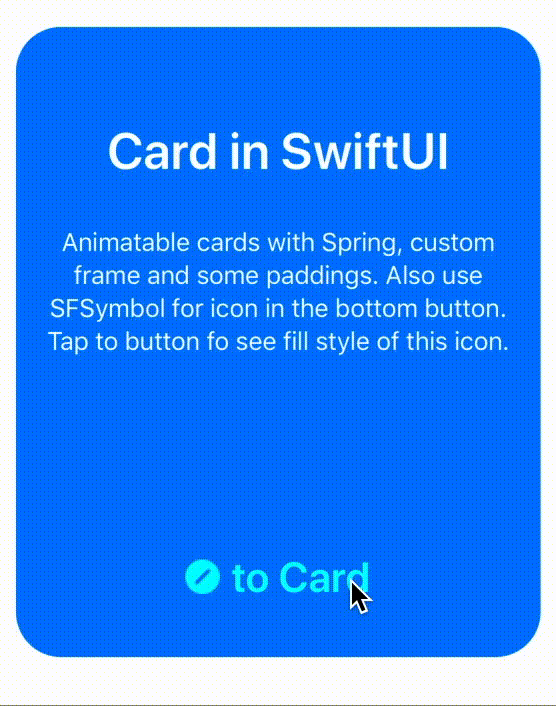 Card in SwiftUI
Animatable cards with Spring, custom
frame and some paddings. Also use
SFSymbol for icon in the bottom button.
Tap to button fo see fill style of this icon.
to Card